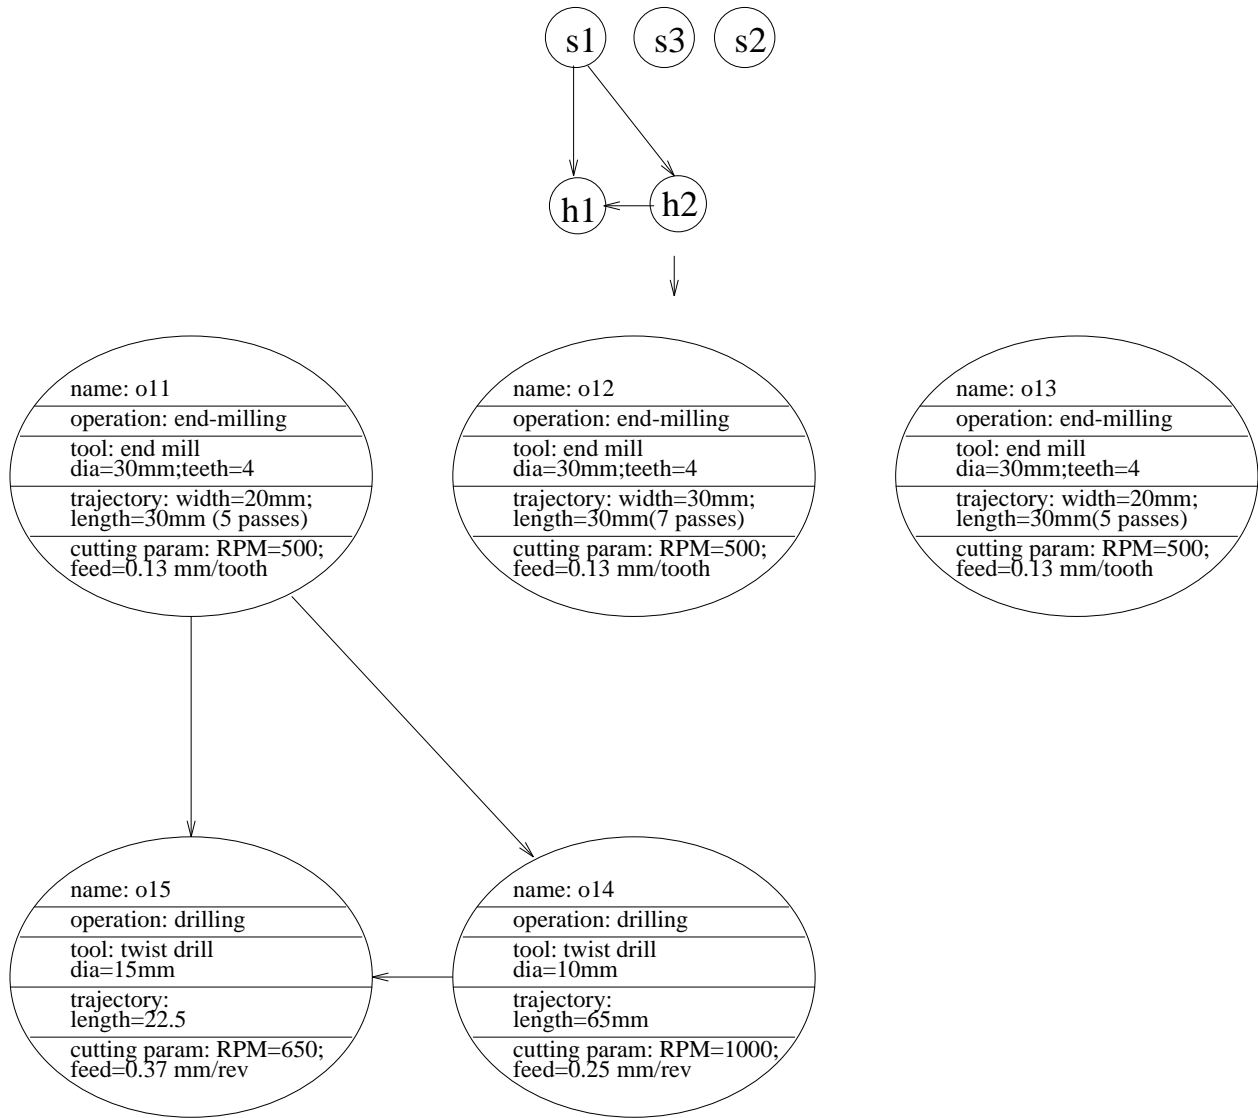 s1 s3 s2
h1 h2
name: o11
operation: end-milling
tool: end mill
dia=30mm;teeth=4
trajectory: width=20mm;
length=30mm (5 passes)
cutting param: RPM=500;
feed=0.13 mm/tooth
name: o12
operation: end-milling
tool: end mill
dia=30mm;teeth=4
trajectory: width=30mm;
length=30mm(7 passes)
cutting param: RPM=500;
feed=0.13 mm/tooth
name: o13
operation: end-milling
tool: end mill
dia=30mm;teeth=4
trajectory: width=20mm;
length=30mm(5 passes)
cutting param: RPM=500;
feed=0.13 mm/tooth
name: o15
operation: drilling
tool: twist drill
dia=15mm
trajectory:
length=22.5
cutting param: RPM=650;
feed=0.37 mm/rev
name: o14
operation: drilling
tool: twist drill
dia=10mm
trajectory:
length=65mm
cutting param: RPM=1000;
feed=0.25 mm/rev